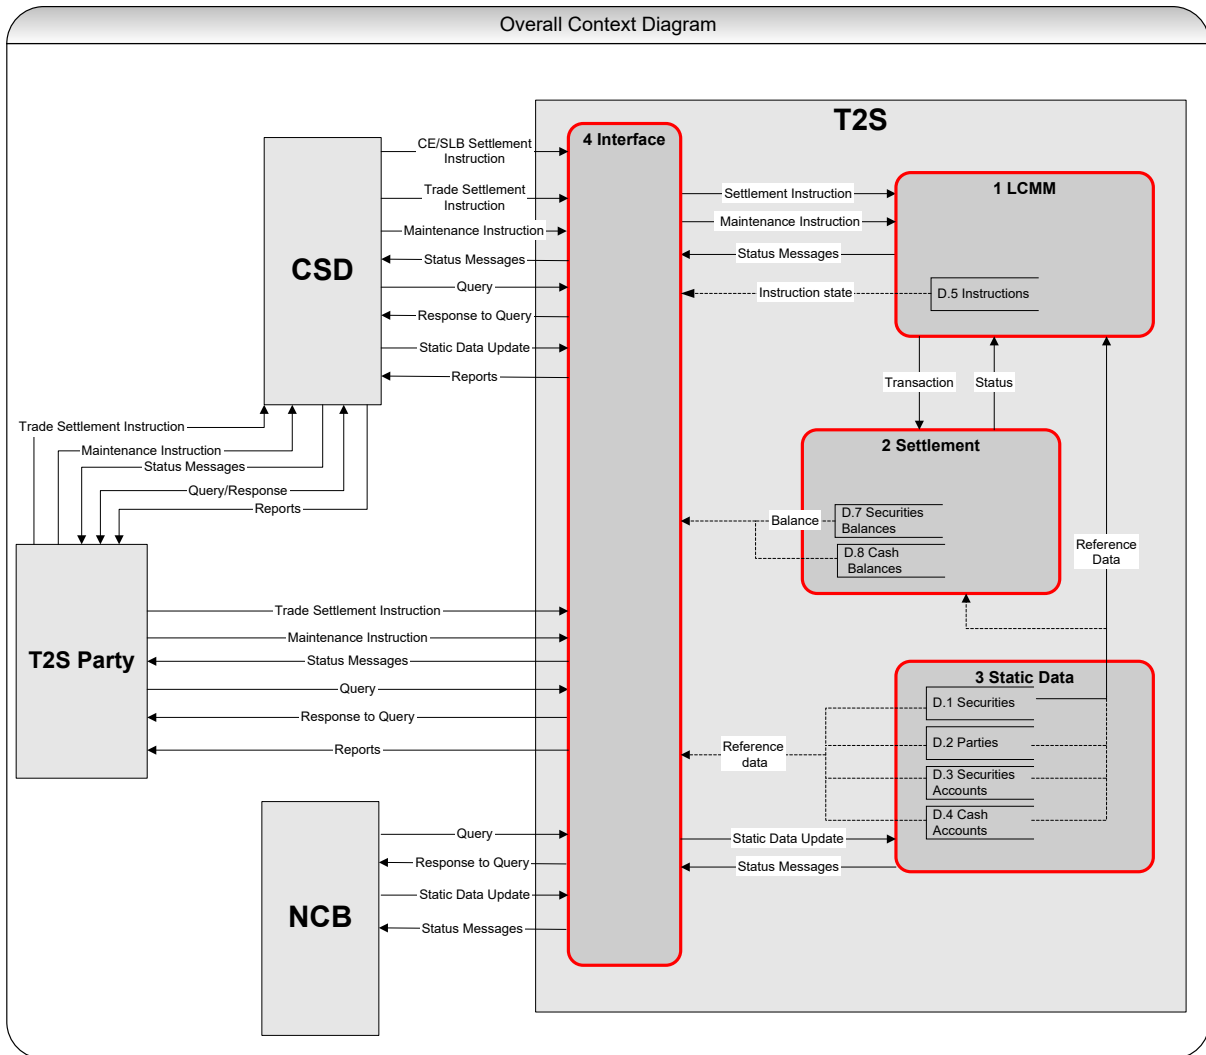 Overall Context Diagram
T2S
4 Interface
CSD
CE/SLB Settlement
Instruction
Trade Settlement
Instruction
Maintenance Instruction
Status Messages
Query
Response to Query
Static Data Update
Reports
Settlement Instruction
Maintenance Instruction
Status Messages
Instruction state
1 LCMM
D.5 Instructions
Transaction
Status
Trade Settlement Instruction
Maintenance Instruction
Status Messages
Query/Response
Reports
2 Settlement
Balance
D.7 Securities
Balances
D.8 Cash
Balances
Reference
Data
T2S Party
Trade Settlement Instruction
Maintenance Instruction
Status Messages
Query
Response to Query
Reports
3 Static Data
D.1 Securities
D.2 Parties
D.3 Securities
Accounts
D.4 Cash
Accounts
Reference
data
Static Data Update
Status Messages
NCB
Query
Response to Query
Static Data Update
Status Messages